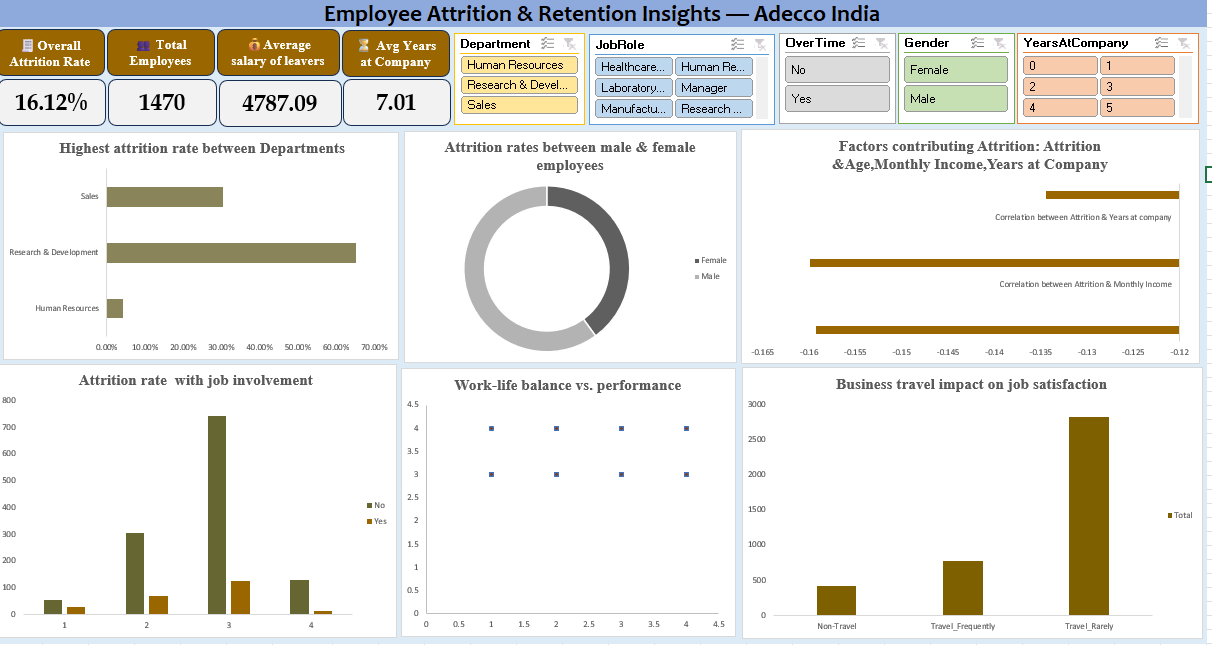 Employee Attrition & Retention Insights — Adecco India
Overall
Attrition Rate
16.12%
Total
Employees
1470
Average
salary of leavers
4787.09
Avg Years
at Company
7.01
Department
Human Resources
Research & Devel...
Sales
JobRole
Healthcare...
Human Re...
Laboratory...
Manager
Manufactu...
Research ...
OverTime
No
Yes
Gender
Female
Male
YearsAtCompany
0
1
2
3
4
5
Highest attrition rate between Departments
Sales
Research & Development
Human Resources
0.00% 10.00% 20.00% 30.00% 40.00% 50.00% 60.00% 70.00%
Attrition rates between male & female
employees
Female
Male
Factors contributing Attrition: Attrition
&Age,Monthly Income,Years at Company
Correlation between Attrition & Years at company
Correlation between Attrition & Monthly Income
-0.165 -0.16 -0.155 -0.15 -0.145 -0.14 -0.135 -0.13 -0.125 -0.12
Attrition rate with job involvement
800
700
600
500
400
300
200
100
0
1 2 3 4
No
Yes
Work-life balance vs. performance
4.5
4
3.5
3
2.5
2
1.5
1
0.5
0
0 0.5 1 1.5 2 2.5 3 3.5 4 4.5
Business travel impact on job satisfaction
3000
2500
2000
1500
1000
500
0
Non-Travel Travel_Frequently Travel_Rarely
Total